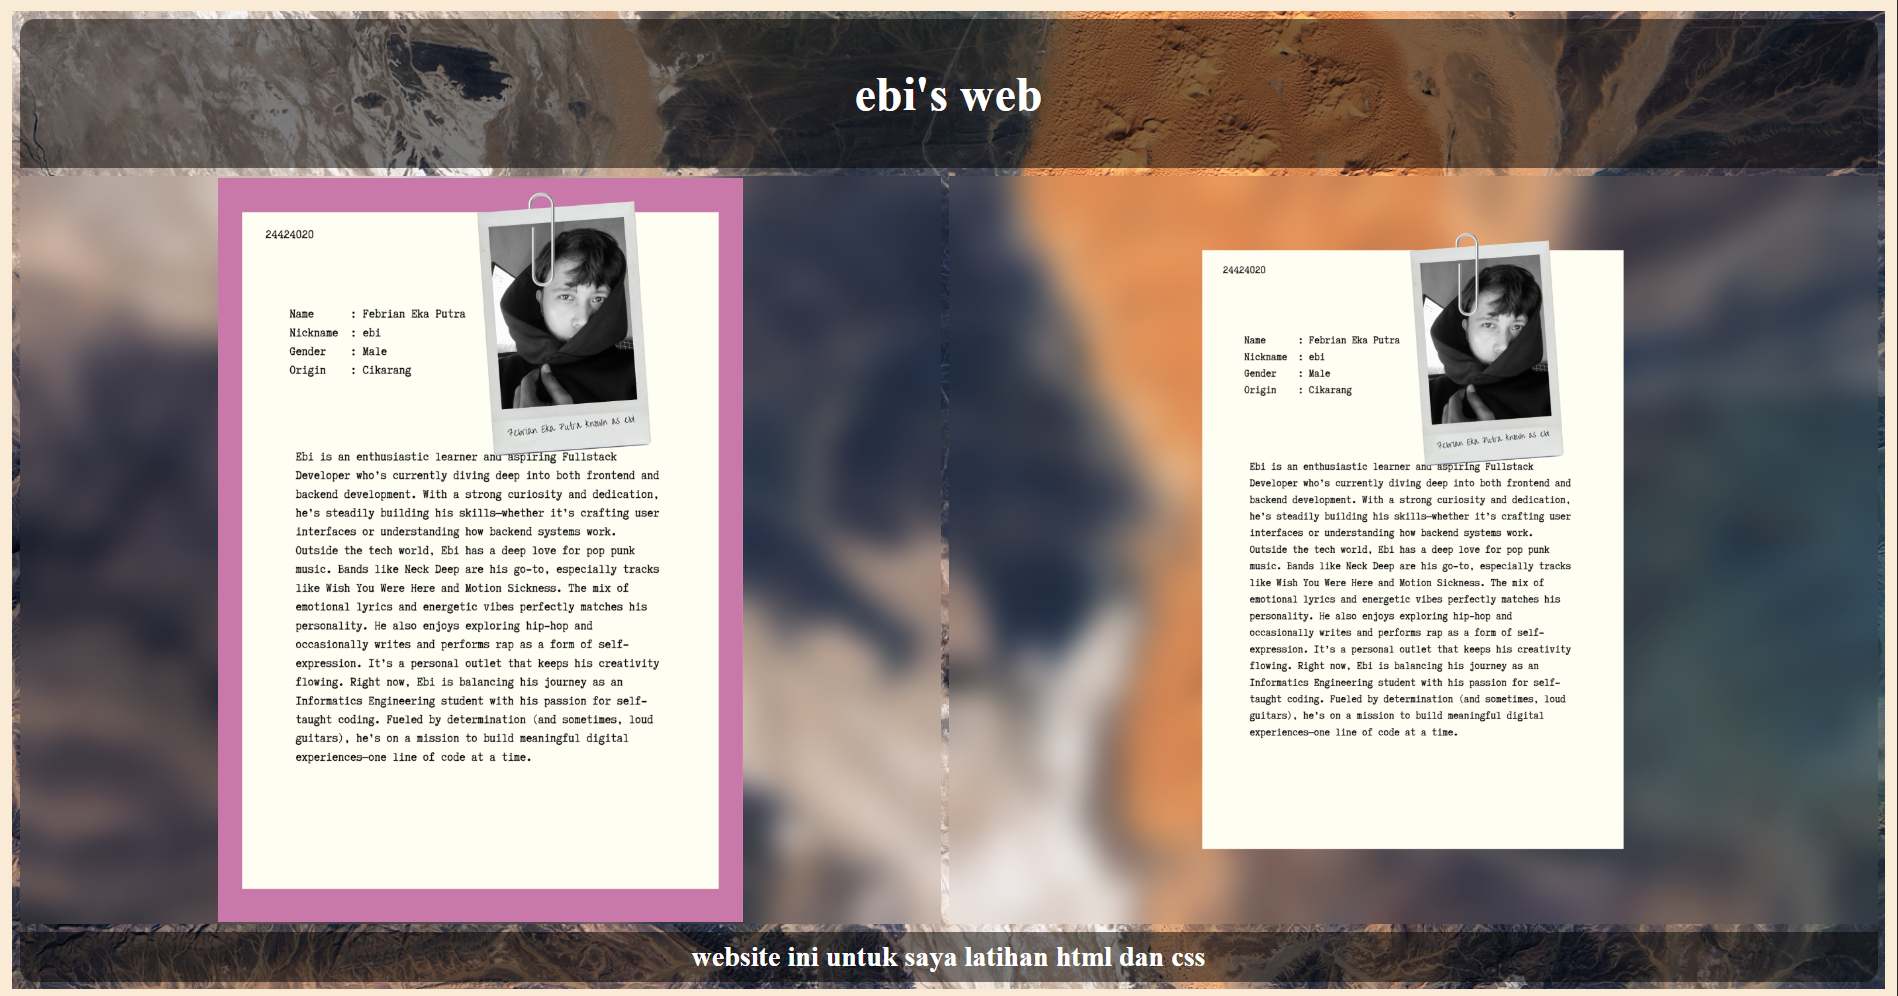 ebi's web
24424020
Name : Febrian Eka Putra
Nickname : ebi
Gender : Male
Origin : Cikarang
Febrian Eka Putra known as ebi
Ebi is an enthusiastic learner and aspiring Fullstack
Developer who's currently diving deep into both frontend and
backend development. With a strong curiosity and dedication,
he's steadily building his skills—whether it's crafting user
interfaces or understanding how backend systems work.
Outside the tech world, Ebi has a deep love for pop punk
music. Bands like Neck Deep are his go-to, especially tracks
like Wish You Were Here and Motion Sickness. The mix of
emotional lyrics and energetic vibes perfectly matches his
personality. He also enjoys exploring hip-hop and
occasionally writes and performs rap as a form of self-
expression. It's a personal outlet that keeps his creativity
flowing. Right now, Ebi is balancing his journey as an
Informatics Engineering student with his passion for self-
taught coding. Fueled by determination (and sometimes, loud
guitars), he's on a mission to build meaningful digital
experiences—one line of code at a time.
24424020
Name : Febrian Eka Putra
Nickname : ebi
Gender : Male
Origin : Cikarang
Febrian Eka Putra known as ebi
Ebi is an enthusiastic learner and aspiring Fullstack
Developer who's currently diving deep into both frontend and
backend development. With a strong curiosity and dedication,
he's steadily building his skills—whether it's crafting user
interfaces or understanding how backend systems work.
Outside the tech world, Ebi has a deep love for pop punk
music. Bands like Neck Deep are his go-to, especially tracks
like Wish You Were Here and Motion Sickness. The mix of
emotional lyrics and energetic vibes perfectly matches his
personality. He also enjoys exploring hip-hop and
occasionally writes and performs rap as a form of self-
expression. It's a personal outlet that keeps his creativity
flowing. Right now, Ebi is balancing his journey as an
Informatics Engineering student with his passion for self-
taught coding. Fueled by determination (and sometimes, loud
guitars), he's on a mission to build meaningful digital
experiences—one line of code at a time.
website ini untuk saya latihan html dan css